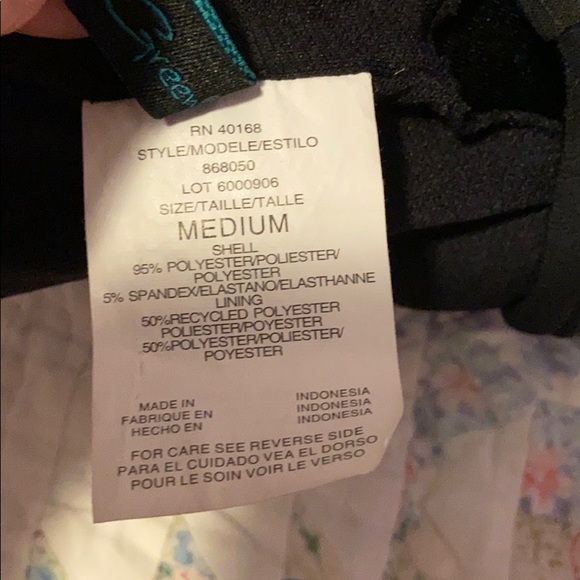 Green
RN 40168
STYLE/MODELE/ESTILO
868050
LOT 6000906
SIZE/TAILLE/TALLE
MEDIUM
SHELL
95% POLYESTER/POLIESTER/
POLYESTER
5% SPANDEX/ELASTANO/ELASTHANNE
LINING
50%RECYCLED POLYESTER
POLIESTER/POYESTER
50%POLYESTER/POLIESTER/
POYESTER
MADE IN INDONESIA
FABRIQUE EN INDONESIA
HECHO EN INDONESIA
FOR CARE SEE REVERSE SIDE
PARA EL CUIDADO VEA EL DORSO
POUR LE SOIN VOIR LE VERSO